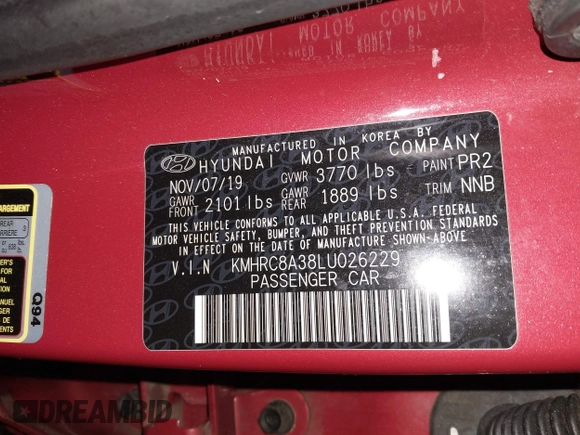 MANUFACTURED IN KOREA BY
HYUNDAI MOTOR COMPANY
NOV/07/19 GVWR 3770 lbs PAINT PR2
GAWR FRONT 2101 lbs GAWR REAR 1889 lbs TRIM NNB
THIS VEHICLE CONFORMS TO ALL APPLICABLE U.S.A. FEDERAL
MOTOR VEHICLE SAFETY, BUMPER, AND THEFT PREVENTION STANDARDS
IN EFFECT ON THE DATE OF MANUFACTURE SHOWN-ABOVE
V.I.N KMHRC8A38LU026229
PASSENGER CAR
REAR
Q94
DREAMBID